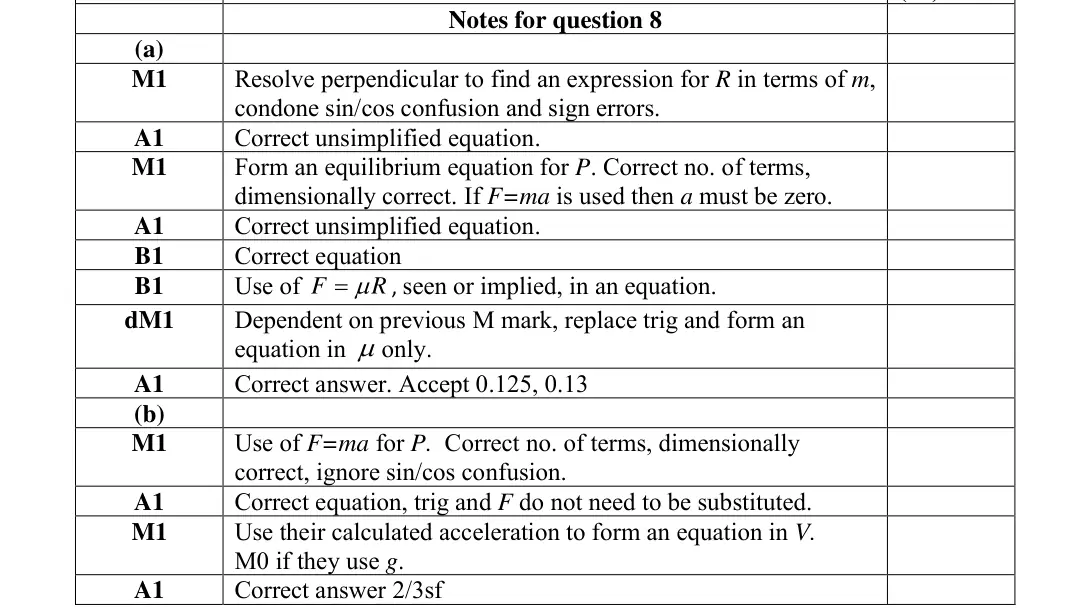 Notes for question 8
(a)
M1 Resolve perpendicular to find an expression for R in terms of m,
condone sin/cos confusion and sign errors.
A1 Correct unsimplified equation.
M1 Form an equilibrium equation for P. Correct no. of terms,
dimensionally correct. If F=ma is used then a must be zero.
A1 Correct unsimplified equation.
B1 Correct equation
B1 Use of F = μR, seen or implied, in an equation.
dM1 Dependent on previous M mark, replace trig and form an
equation in μ only.
A1 Correct answer. Accept 0.125, 0.13
(b)
M1 Use of F=ma for P. Correct no. of terms, dimensionally
correct, ignore sin/cos confusion.
A1 Correct equation, trig and F do not need to be substituted.
M1 Use their calculated acceleration to form an equation in V.
M0 if they use g.
A1 Correct answer 2/3sf